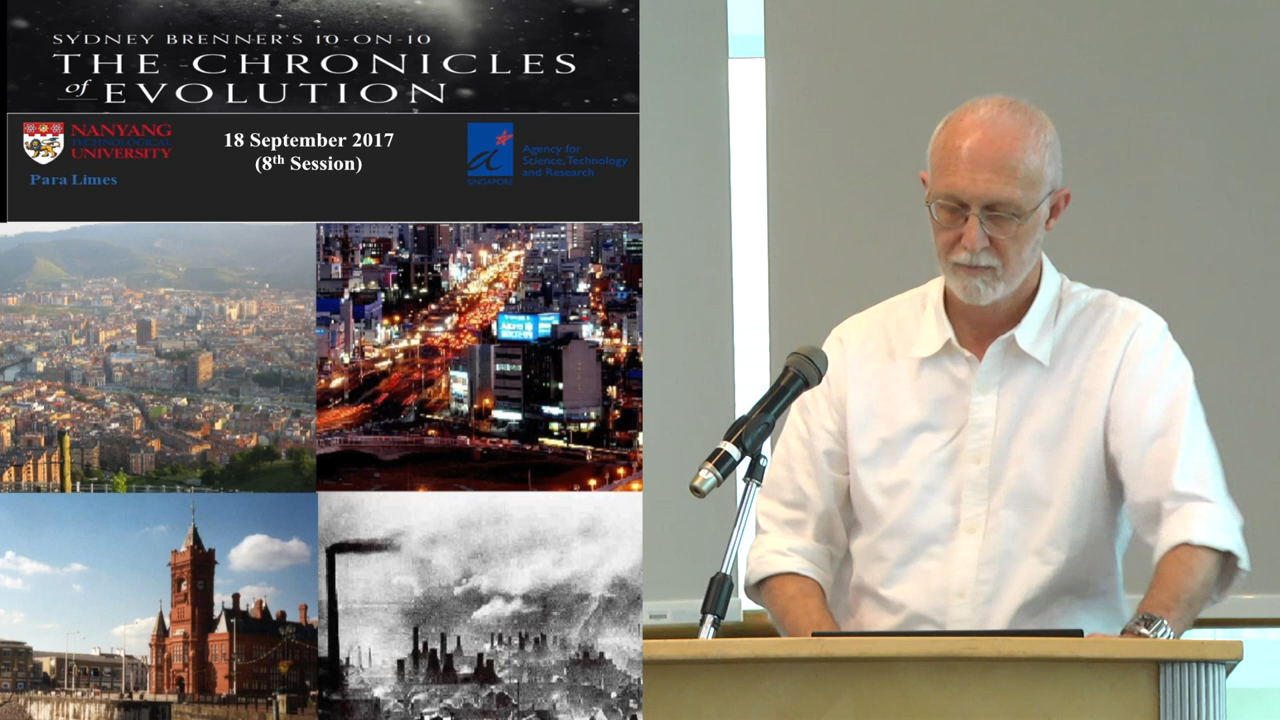 SYDNEY BRENNER'S 10-ON-10
THE CHRONICLES
of EVOLUTION
NANYANG
TECHNOLOGICAL
UNIVERSITY
Para Limes
18 September 2017
(8th Session)
SINGAPORE
Agency for
Science, Technology
and Research